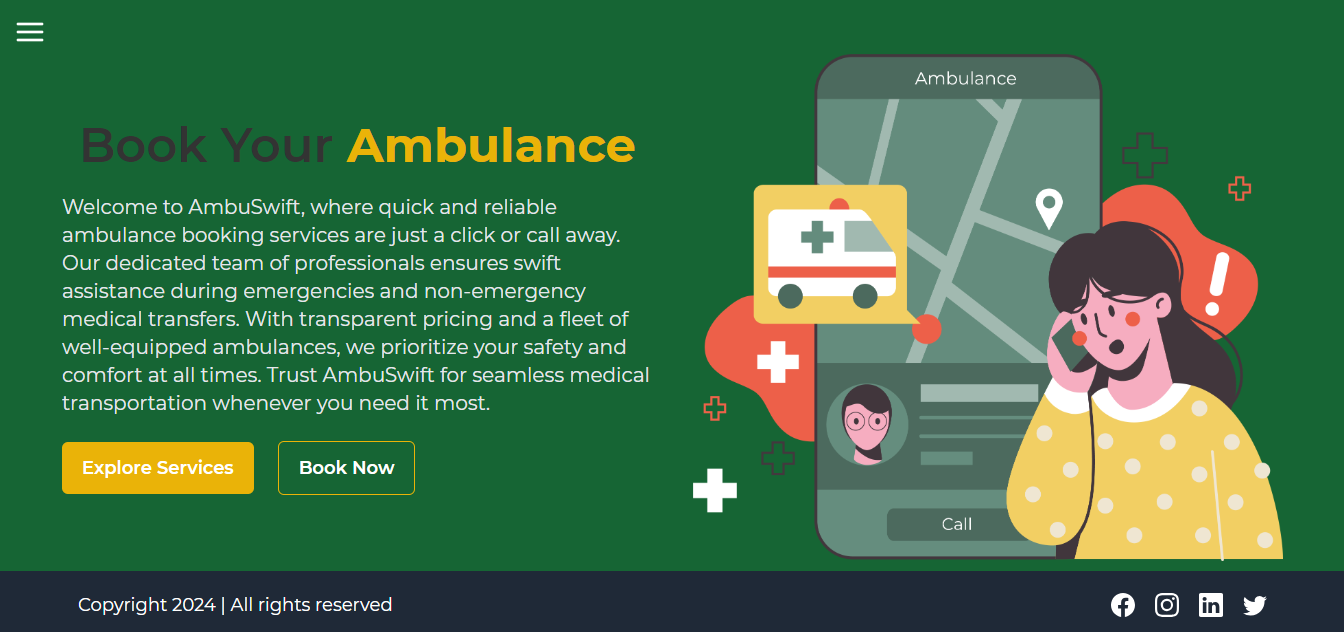 Book Your Ambulance
Welcome to AmbuSwift, where quick and reliable
ambulance booking services are just a click or call away.
Our dedicated team of professionals ensures swift
assistance during emergencies and non-emergency
medical transfers. With transparent pricing and a fleet of
well-equipped ambulances, we prioritize your safety and
comfort at all times. Trust AmbuSwift for seamless medical
transportation whenever you need it most.
Explore Services
Book Now
Ambulance
!
Call
Copyright 2024 | All rights reserved